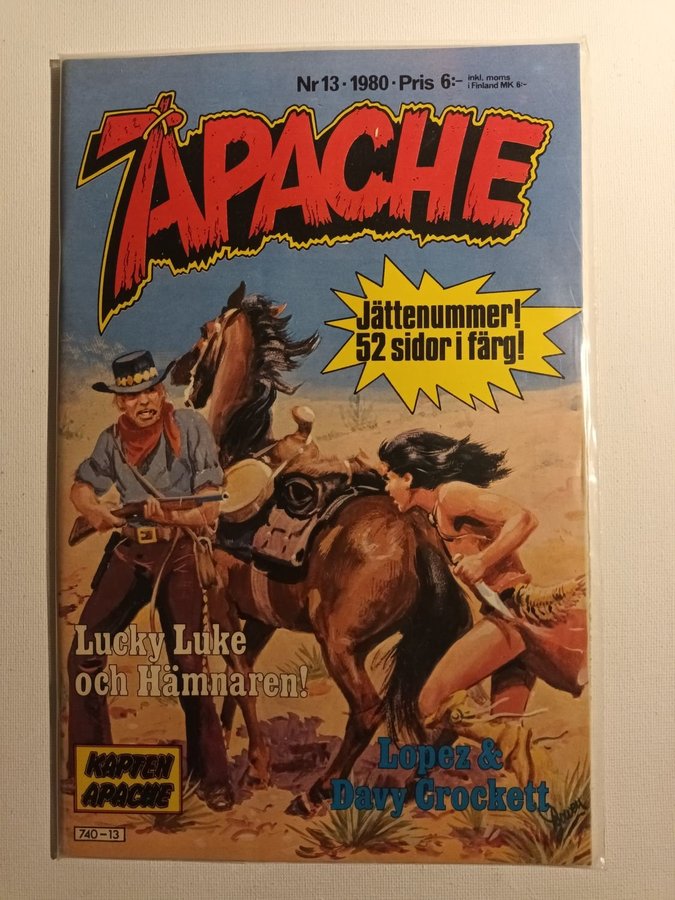 Nr 13 · 1980 · Pris 6:- inkl. moms
i Finland MK 6:-
APACHE
Jättenummer!
52 sidor i färg!
Lucky Luke
och Hämnaren!
KAPTEN
APACHE
Lopez &
Davy Crockett
740-13